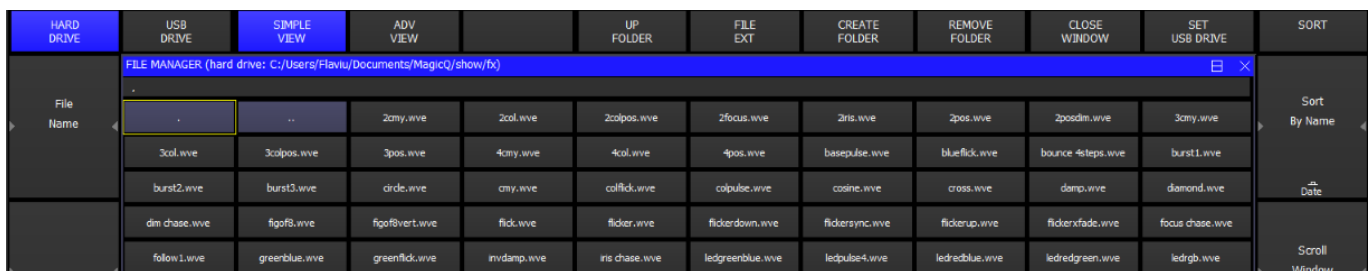 HARD DRIVE
USB DRIVE
SIMPLE VIEW
ADV VIEW
UP FOLDER
FILE EXT
CREATE FOLDER
REMOVE FOLDER
CLOSE WINDOW
SET USB DRIVE
SORT
FILE MANAGER (hard drive: C:/Users/Flaviu/Documents/MagicQ/show/fx)
.
File Name
Sort By Name
. .. 2cmy.wve 2col.wve 2colpos.wve 2focus.wve 2iris.wve 2pos.wve 2posdim.wve 3cmy.wve
3col.wve 3colpos.wve 3pos.wve 4cmy.wve 4col.wve 4pos.wve basepulse.wve blueflick.wve bounce 4steps.wve burst1.wve
burst2.wve burst3.wve circle.wve cmy.wve colflick.wve colpulse.wve cosine.wve cross.wve damp.wve diamond.wve
Date
dim chase.wve figof8.wve figof8vert.wve flick.wve flicker.wve flickerdown.wve flickersync.wve flickerup.wve flickerxfade.wve focus chase.wve
follow1.wve greenblue.wve greenflick.wve invdamp.wve iris chase.wve ledgreenblue.wve ledpulse4.wve ledredblue.wve ledredgreen.wve ledrgb.wve
Scroll Window